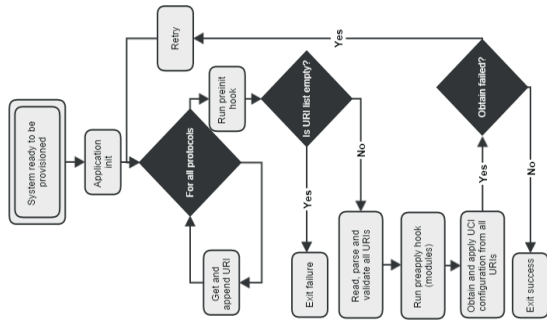 System ready to be
provisioned
Application
init
Retry
For all protocols
Get and
append URI
Run preinit
hook
Is URI list empty?
Yes
Exit failure
No
Read, parse and
validate all URIs
Run preapply hook
(modules)
Obtain and apply UCI
configuration from all
URIs
Yes
Obtain failed?
Yes
No
Exit success